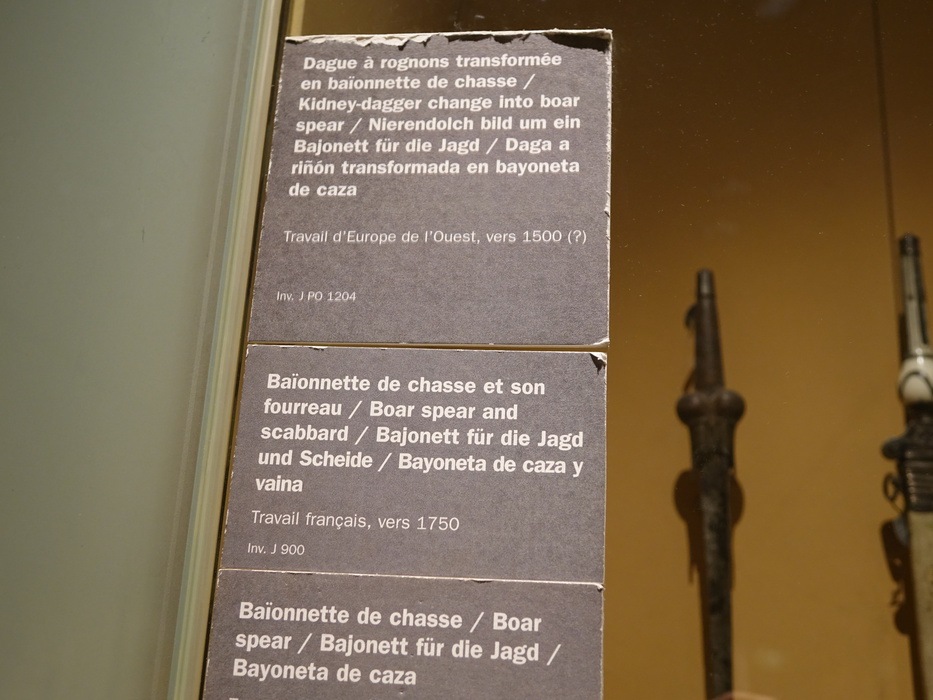 Dague à rognons transformée
en baïonnette de chasse /
Kidney-dagger change into boar
spear / Nierendolch bild um ein
Bajonett für die Jagd / Daga a
riñón transformada en bayoneta
de caza
Travail d'Europe de l'Ouest, vers 1500 (?)
Inv. J PO 1204
Baïonnette de chasse et son
fourreau / Boar spear and
scabbard / Bajonett für die Jagd
und Scheide / Bayoneta de caza y
vaina
Travail français, vers 1750
Inv. J 900
Baïonnette de chasse / Boar
spear / Bajonett für die Jagd /
Bayoneta de caza